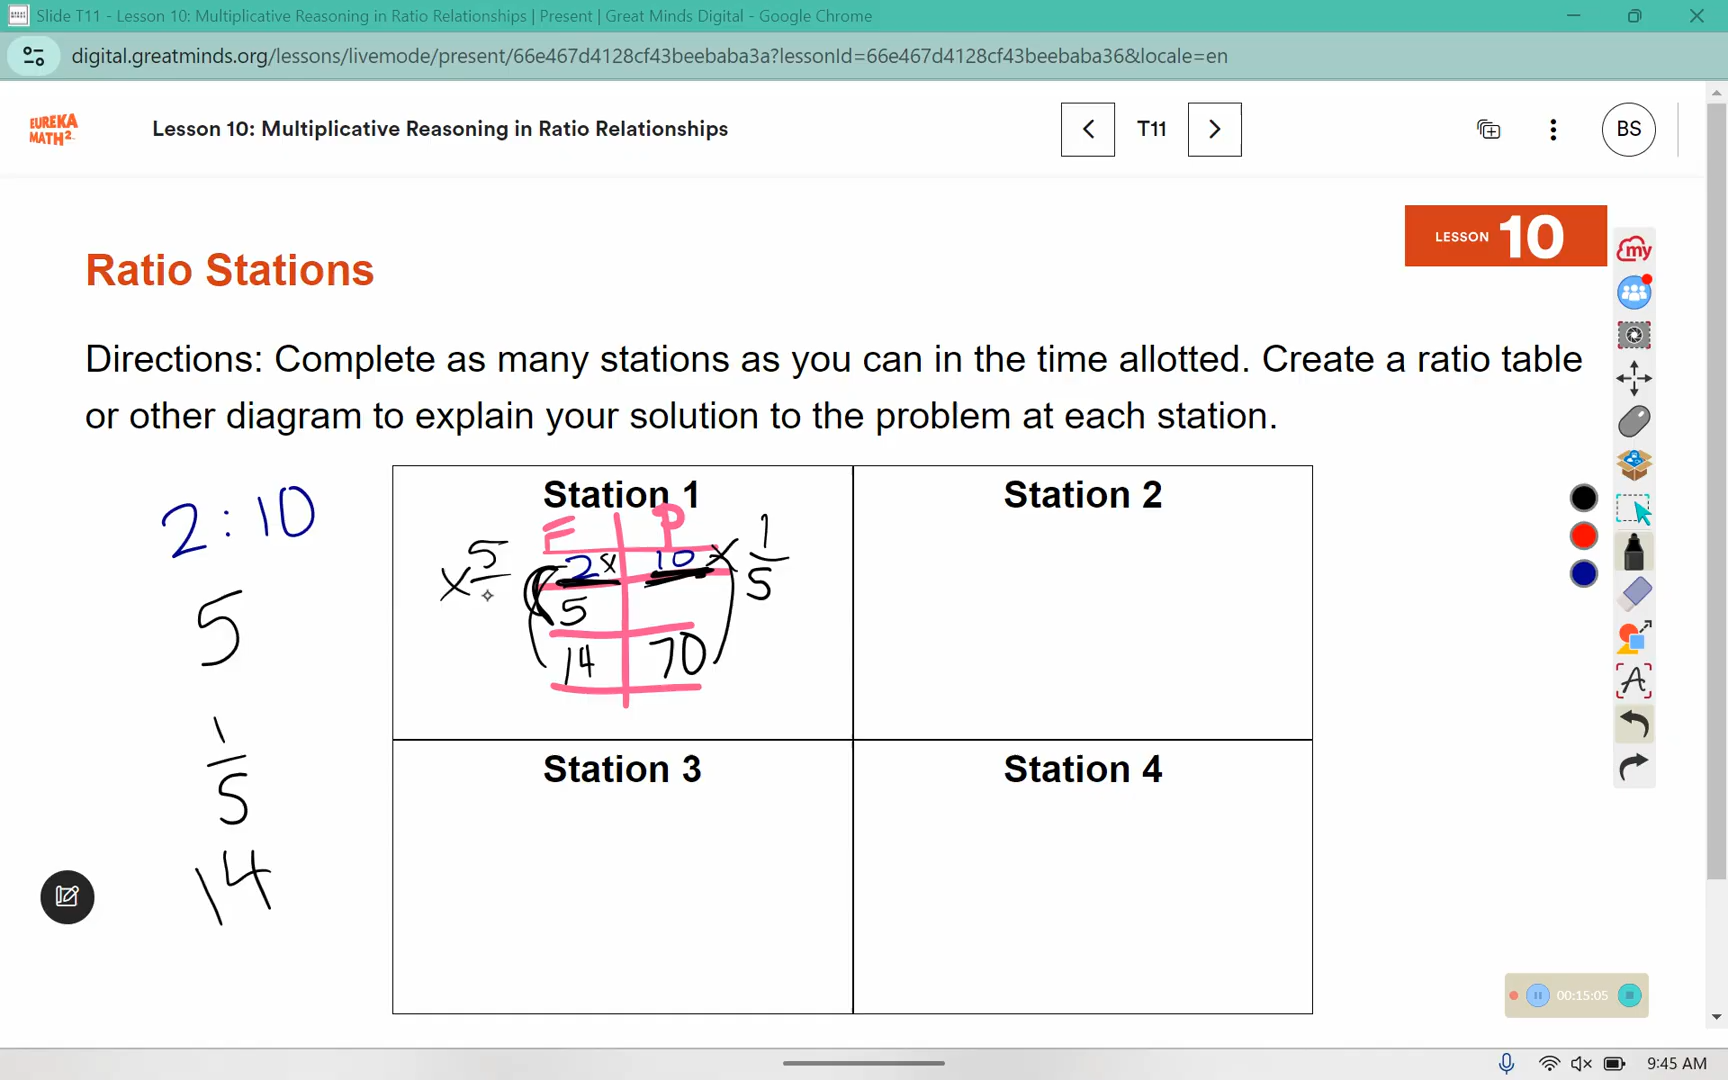 Slide T11 - Lesson 10: Multiplicative Reasoning in Ratio Relationships | Present | Great Minds Digital - Google Chrome
digital.greatminds.org/lessons/livemode/present/66e467d4128cf43beebaba3a?lessonId=66e467d4128cf43beebaba36&locale=en
EUREKA
MATH²
Lesson 10: Multiplicative Reasoning in Ratio Relationships
T11
BS
LESSON 10
my
Ratio Stations
Directions: Complete as many stations as you can in the time allotted. Create a ratio table
or other diagram to explain your solution to the problem at each station.
2:10
5
1
5
14
Station 1
F P
x 5
2 x 10 x 1
5
5
14 70
Station 2
Station 3
Station 4
A
00:15:05
9:45 AM